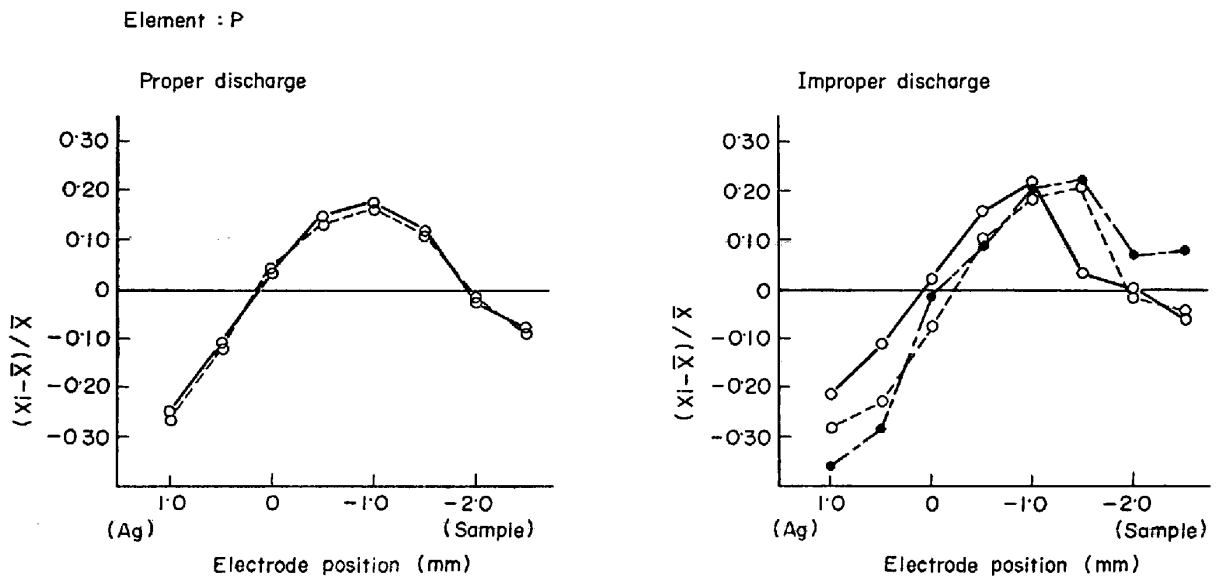 Element : P
Proper discharge
0·30
0·20
0·10
0
−0·10
−0·20
−0·30
(Xi−X̅)/X̅
1·0
0
−1·0
−2·0
(Ag)
(Sample)
Electrode position (mm)
Improper discharge
0·30
0·20
0·10
0
−0·10
−0·20
−0·30
(Xi−X̅)/X̅
1·0
0
−1·0
−2·0
(Ag)
(Sample)
Electrode position (mm)